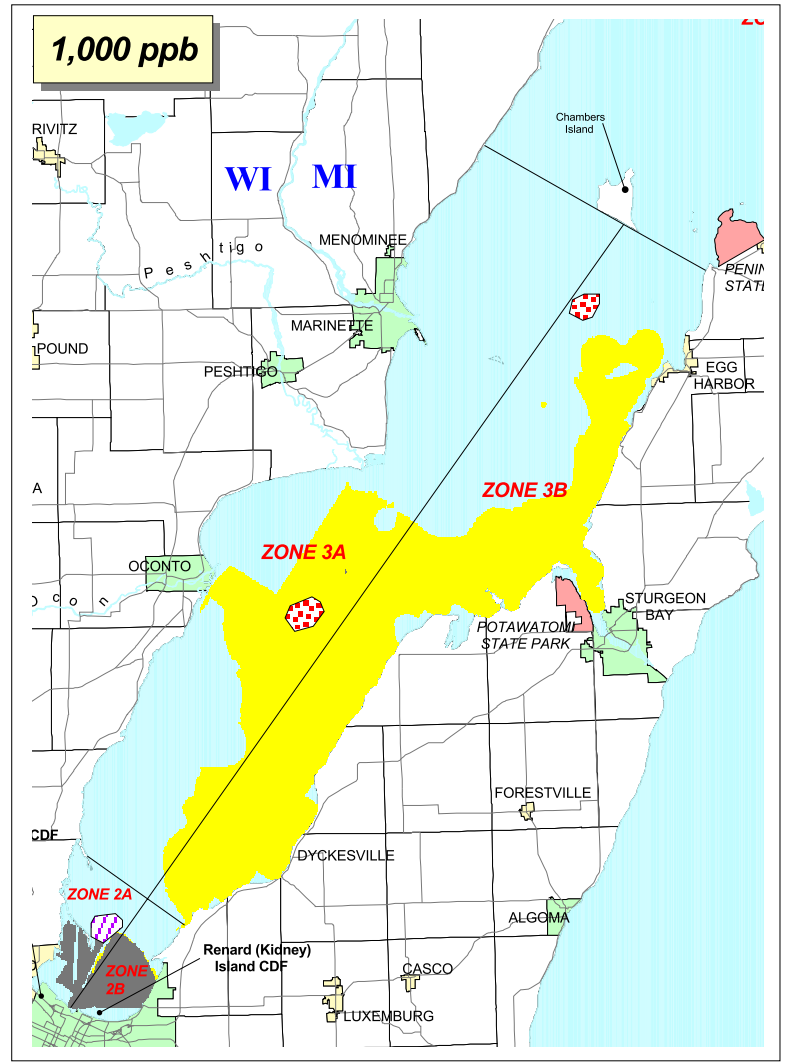 1,000 ppb
ZO
Chambers
Island
RIVITZ
WI MI
MENOMINEE
Peshtigo
PENIN
STATE
MARINETTE
POUND
PESHTIGO
EGG
HARBOR
ZONE 3B
A
ZONE 3A
OCONTO
Ocon
STURGEON
BAY
POTAWATOMI
STATE PARK
FORESTVILLE
CDF
DYCKESVILLE
ZONE 2A
ALGOMA
Renard (Kidney)
Island CDF
ZONE
2B
CASCO
LUXEMBURG